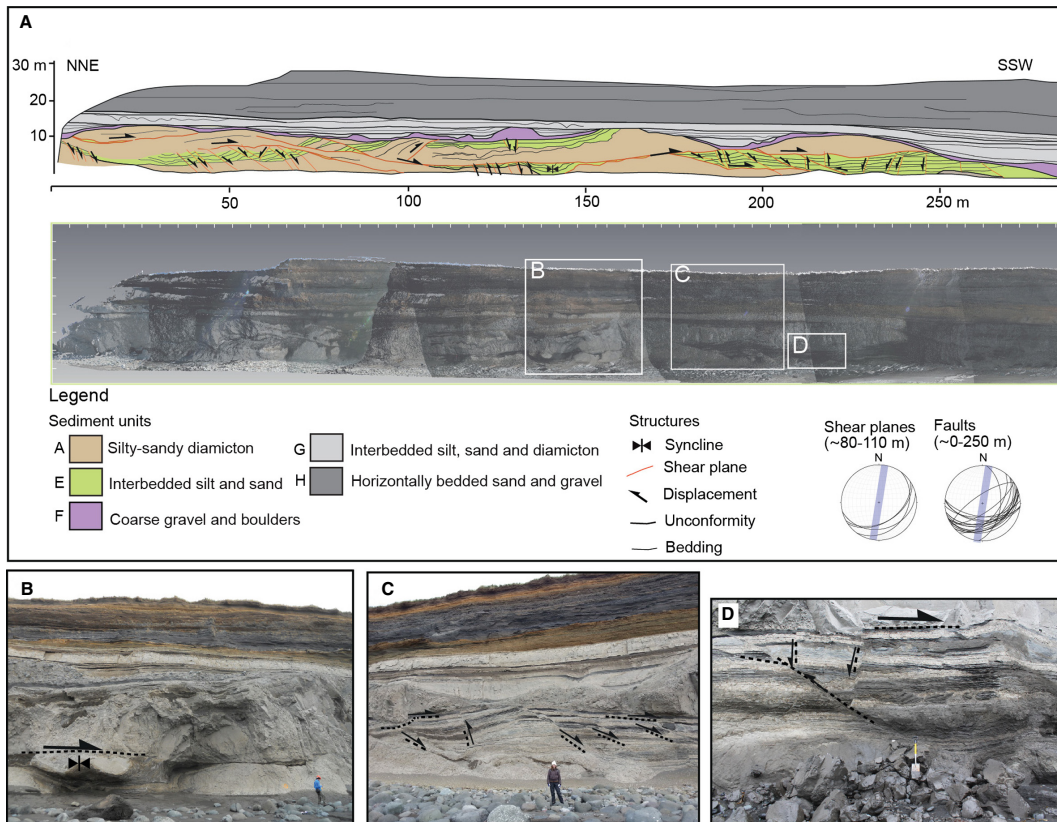 A
30 m
NNE
SSW
20
10
50
100
150
200
250 m
B
C
D
Legend
Sediment units
A Silty-sandy diamicton
E Interbedded silt and sand
F Coarse gravel and boulders
G Interbedded silt, sand and diamicton
H Horizontally bedded sand and gravel
Structures
Syncline
Shear plane
Displacement
Unconformity
Bedding
Shear planes
(~80-110 m)
N
Faults
(~0-250 m)
N
B
C
D